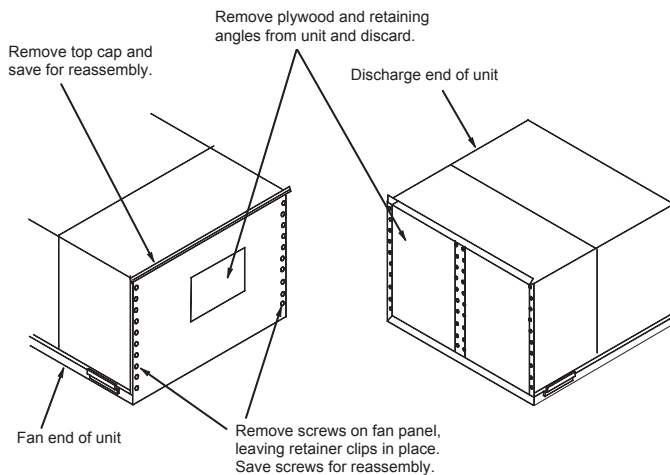 Remove plywood and retaining
angles from unit and discard.
Remove top cap and
save for reassembly.
Discharge end of unit
Fan end of unit
Remove screws on fan panel,
leaving retainer clips in place.
Save screws for reassembly.